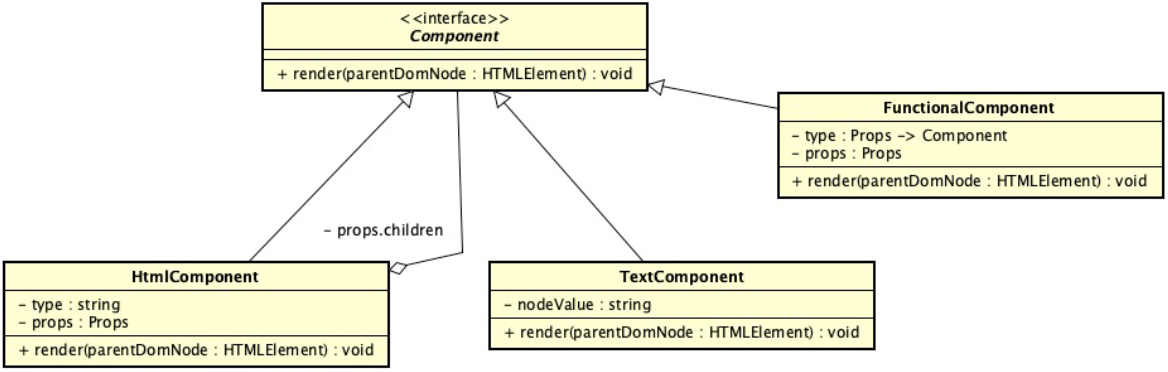 <<interface>>
Component
+ render(parentDomNode : HTMLElement) : void
FunctionalComponent
- type : Props -> Component
- props : Props
+ render(parentDomNode : HTMLElement) : void
- props.children
HtmlComponent
- type : string
- props : Props
+ render(parentDomNode : HTMLElement) : void
TextComponent
- nodeValue : string
+ render(parentDomNode : HTMLElement) : void